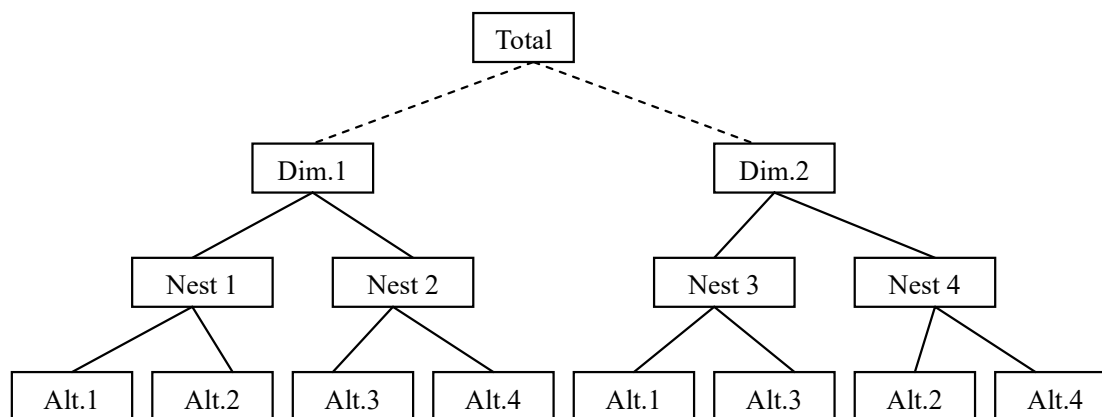 Total
Dim.1 Dim.2
Nest 1 Nest 2 Nest 3 Nest 4
Alt.1 Alt.2 Alt.3 Alt.4 Alt.1 Alt.3 Alt.2 Alt.4